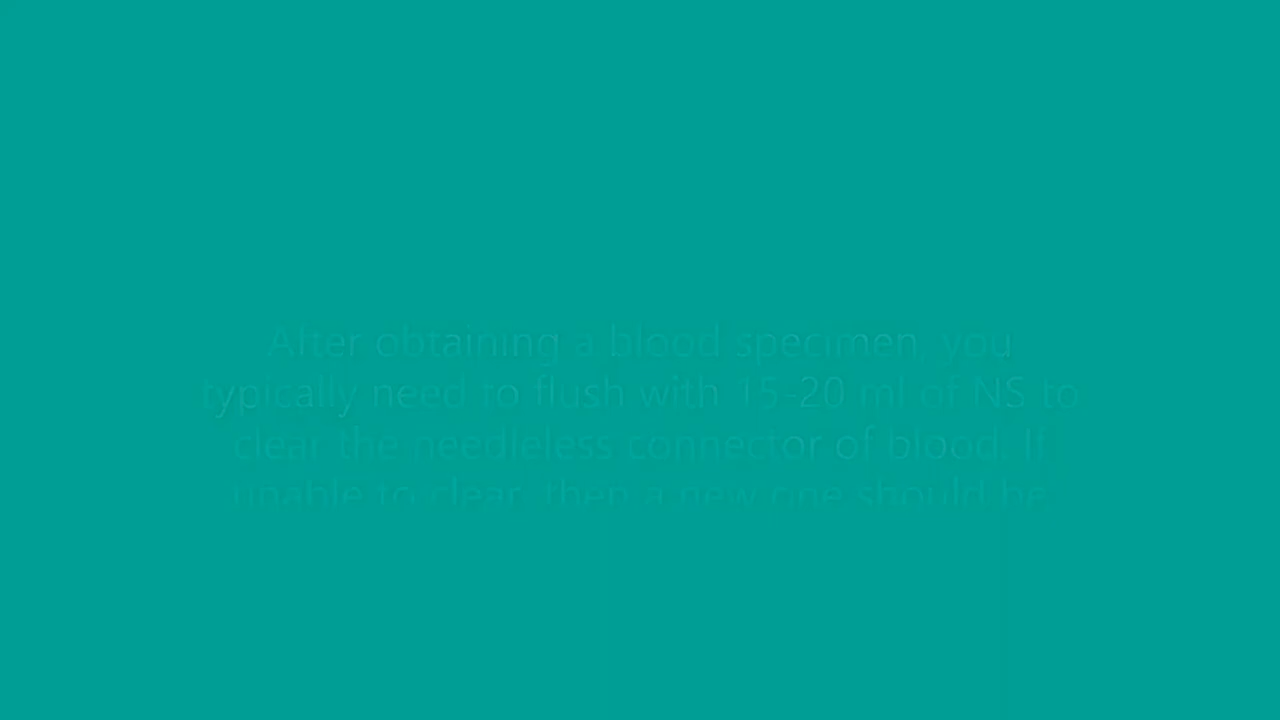 After obtaining a blood specimen, you
typically need to flush with 15-20 ml of NS to
clear the needleless connector of blood. If
unable to clear, then a new one should be